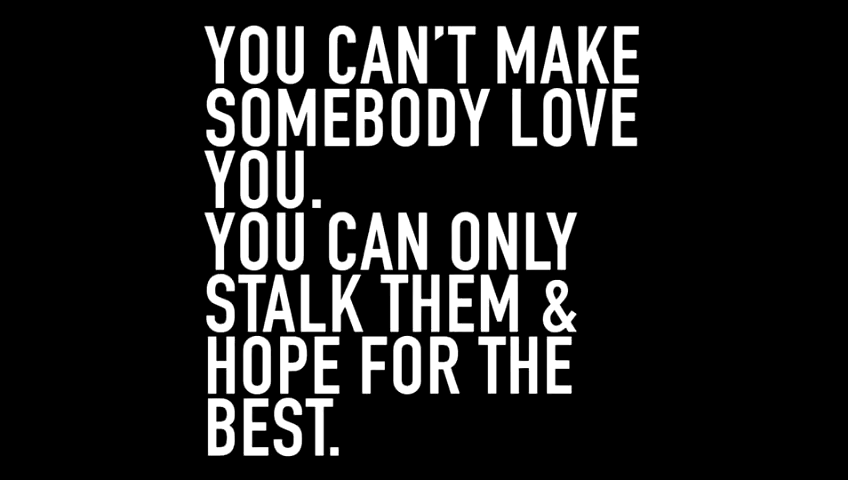 YOU CAN’T MAKE
SOMEBODY LOVE
YOU.
YOU CAN ONLY
STALK THEM &
HOPE FOR THE
BEST.